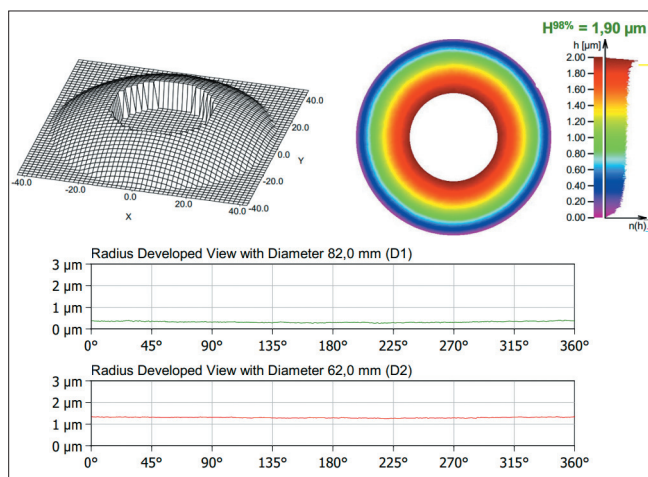 H98% = 1,90 µm
h [µm]
2.00
1.80
1.60
1.40
1.20
1.00
0.80
0.60
0.40
0.20
0.00
n(h)
40.0
20.0
0.0
Y
-20.0
-40.0
-40.0
-20.0
0.0
20.0
40.0
X
Radius Developed View with Diameter 82,0 mm (D1)
3 µm
2 µm
1 µm
0 µm
0° 45° 90° 135° 180° 225° 270° 315° 360°
Radius Developed View with Diameter 62,0 mm (D2)
3 µm
2 µm
1 µm
0 µm
0° 45° 90° 135° 180° 225° 270° 315° 360°